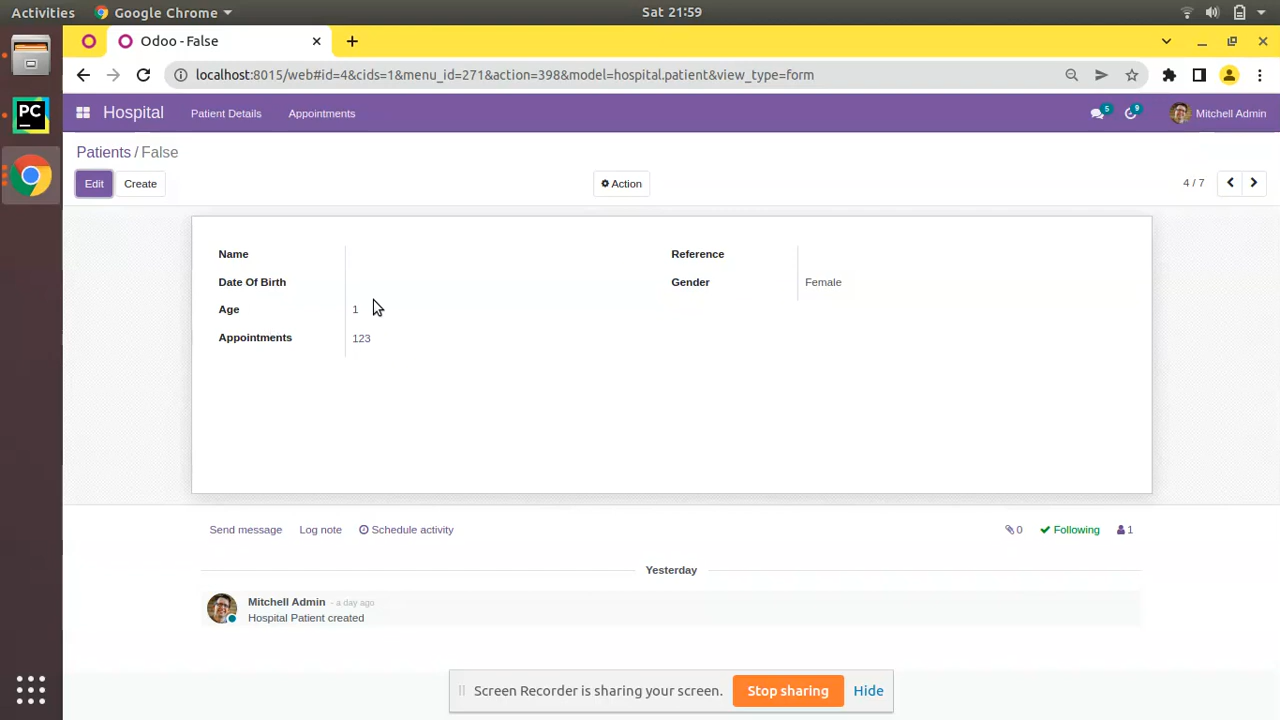 Activities Google Chrome Sat 21:59
Odoo - False
localhost:8015/web#id=4&cids=1&menu_id=271&action=398&model=hospital.patient&view_type=form
PC
Hospital Patient Details Appointments 5 9 Mitchell Admin
Patients / False
Edit Create Action 4 / 7
Name Reference
Date Of Birth Gender Female
Age 1
Appointments 123
Send message Log note Schedule activity 0 Following 1
Yesterday
Mitchell Admin - a day ago
Hospital Patient created
Screen Recorder is sharing your screen. Stop sharing Hide